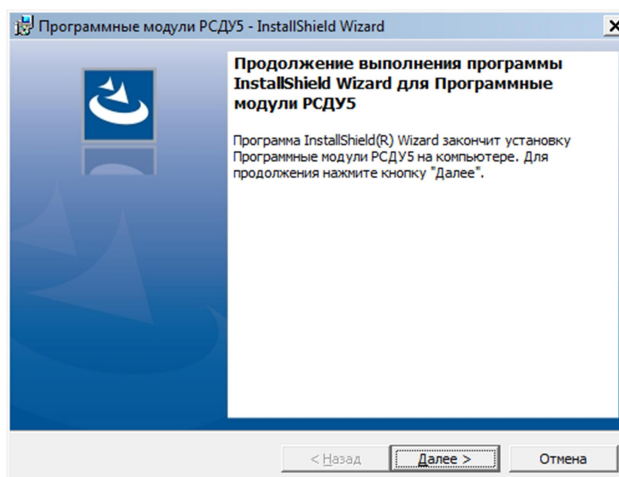 Программные модули РСДУ5 - InstallShield Wizard
Продолжение выполнения программы
InstallShield Wizard для Программные
модули РСДУ5
Программа InstallShield(R) Wizard закончит установку
Программные модули РСДУ5 на компьютере. Для
продолжения нажмите кнопку "Далее".
< Назад
Далее >
Отмена